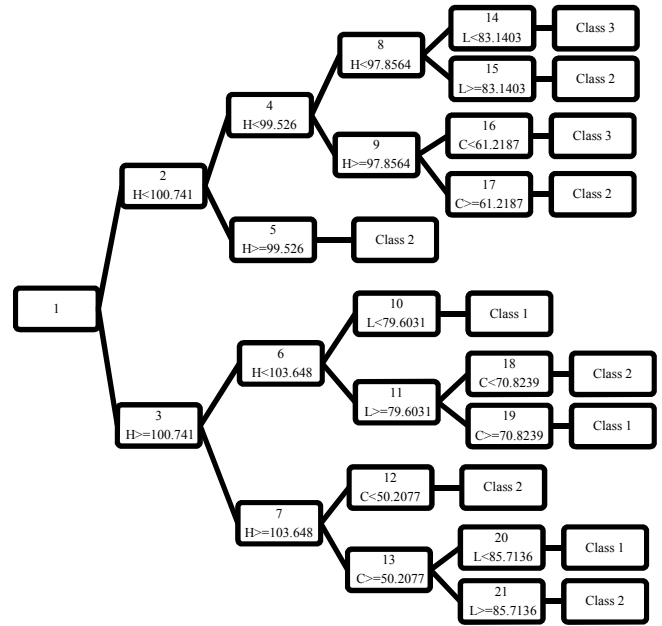 14
L<83.1403
Class 3
8
H<97.8564
15
L>=83.1403
Class 2
4
H<99.526
16
C<61.2187
Class 3
9
H>=97.8564
17
C>=61.2187
Class 2
2
H<100.741
5
H>=99.526
Class 2
1
10
L<79.6031
Class 1
6
H<103.648
18
C<70.8239
Class 2
11
L>=79.6031
19
C>=70.8239
Class 1
3
H>=100.741
12
C<50.2077
Class 2
7
H>=103.648
20
L<85.7136
Class 1
13
C>=50.2077
21
L>=85.7136
Class 2